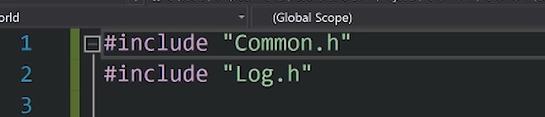 orld
(Global Scope)
1 #include "Common.h"
2 #include "Log.h"
3